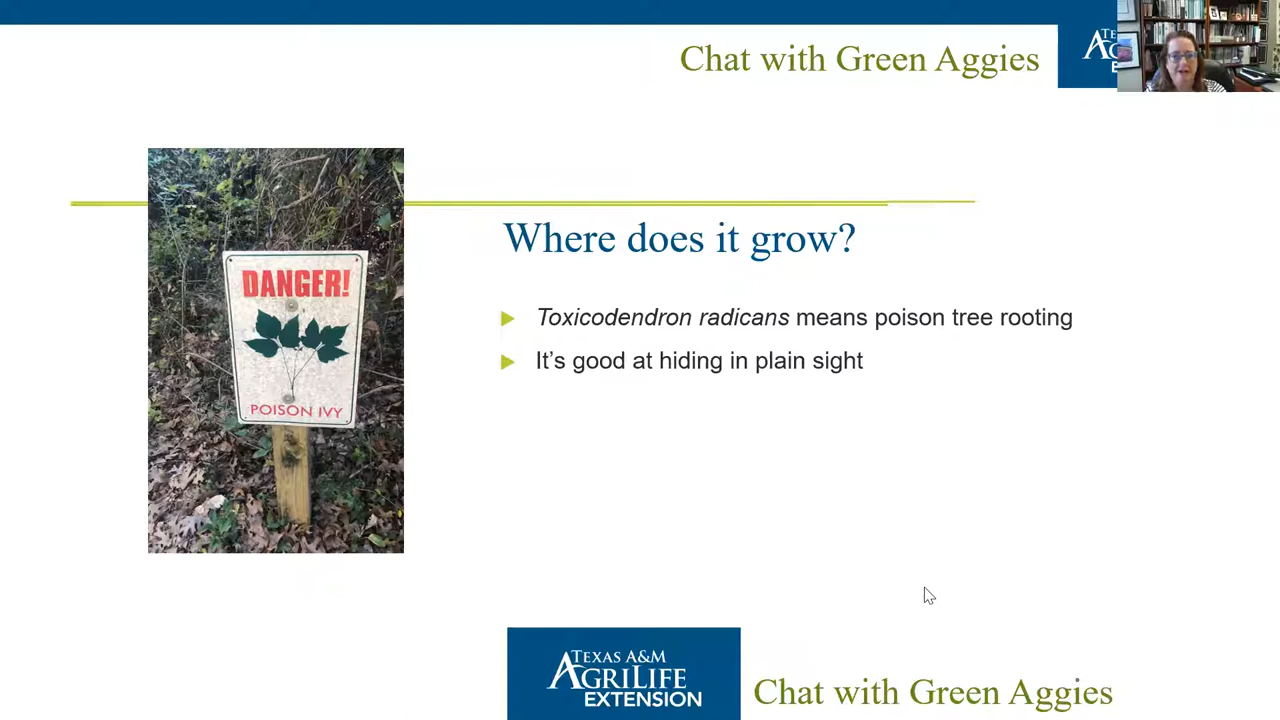 Chat with Green Aggies
Where does it grow?
DANGER!
POISON IVY
Toxicodendron radicans means poison tree rooting
It’s good at hiding in plain sight
TEXAS A&M
AGRILIFE
EXTENSION
Chat with Green Aggies